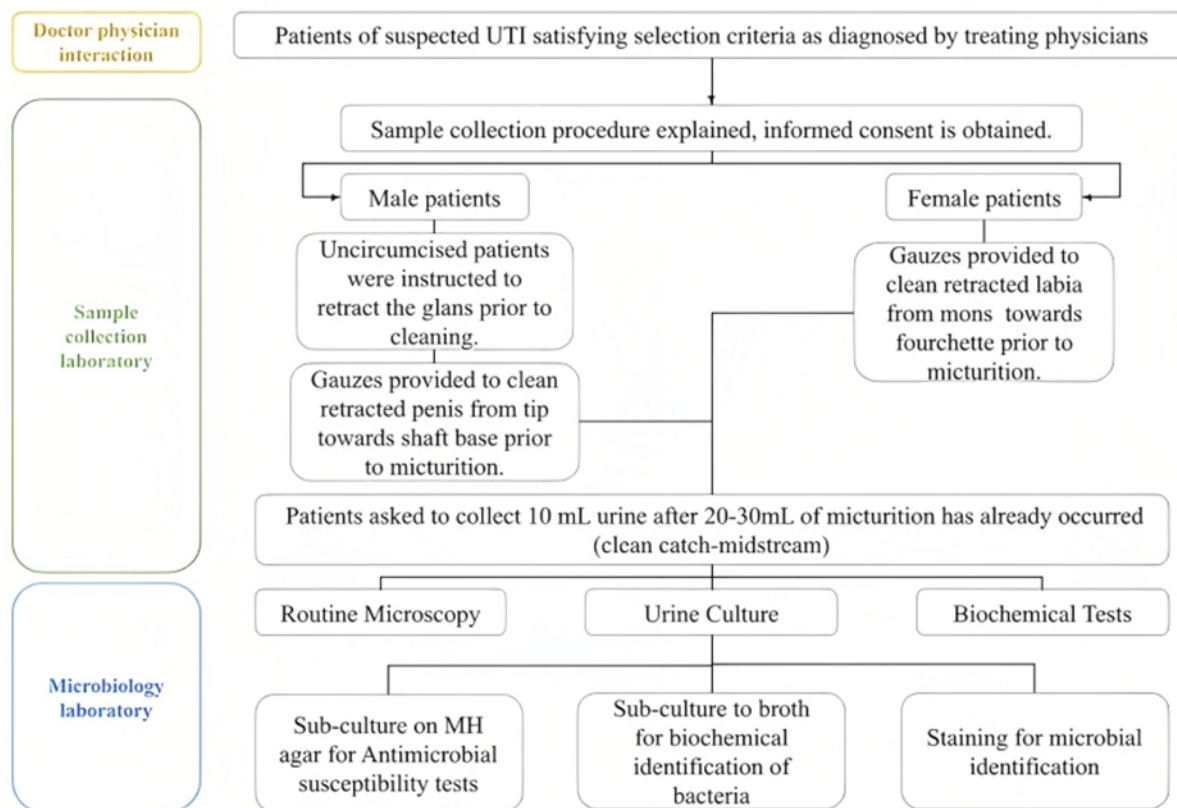 Doctor physician
interaction
Patients of suspected UTI satisfying selection criteria as diagnosed by treating physicians
Sample collection procedure explained, informed consent is obtained.
Male patients
Female patients
Uncircumcised patients
were instructed to
retract the glans prior to
cleaning.
Gauzes provided to
clean retracted labia
from mons towards
fourchette prior to
micturition.
Sample
collection
laboratory
Gauzes provided to clean
retracted penis from tip
towards shaft base prior
to micturition.
Patients asked to collect 10 mL urine after 20-30mL of micturition has already occurred
(clean catch-midstream)
Routine Microscopy
Urine Culture
Biochemical Tests
Microbiology
laboratory
Sub-culture on MH
agar for Antimicrobial
susceptibility tests
Sub-culture to broth
for biochemical
identification of
bacteria
Staining for microbial
identification